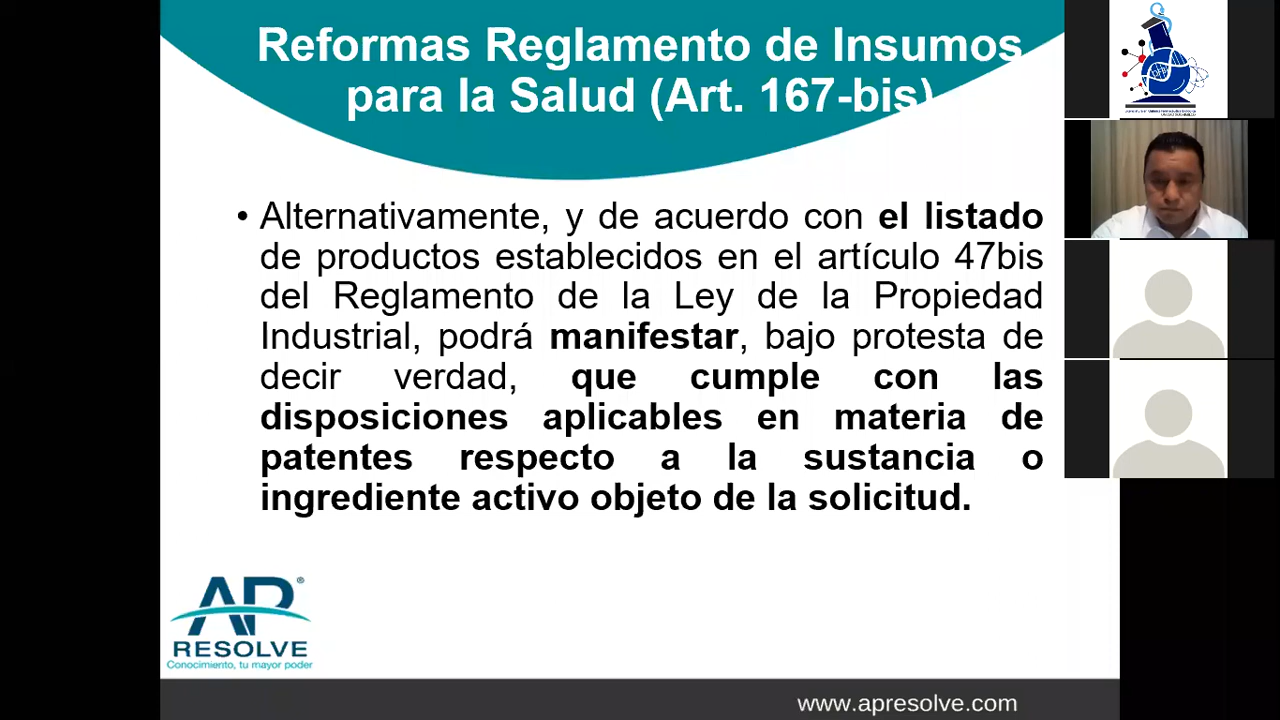 Reformas Reglamento de Insumos
para la Salud (Art. 167-bis)
• Alternativamente, y de acuerdo con el listado
de productos establecidos en el artículo 47bis
del Reglamento de la Ley de la Propiedad
Industrial, podrá manifestar, bajo protesta de
decir verdad, que cumple con las
disposiciones aplicables en materia de
patentes respecto a la sustancia o
ingrediente activo objeto de la solicitud.
AP®
RESOLVE
Conocimiento, tu mayor poder
www.apresolve.com